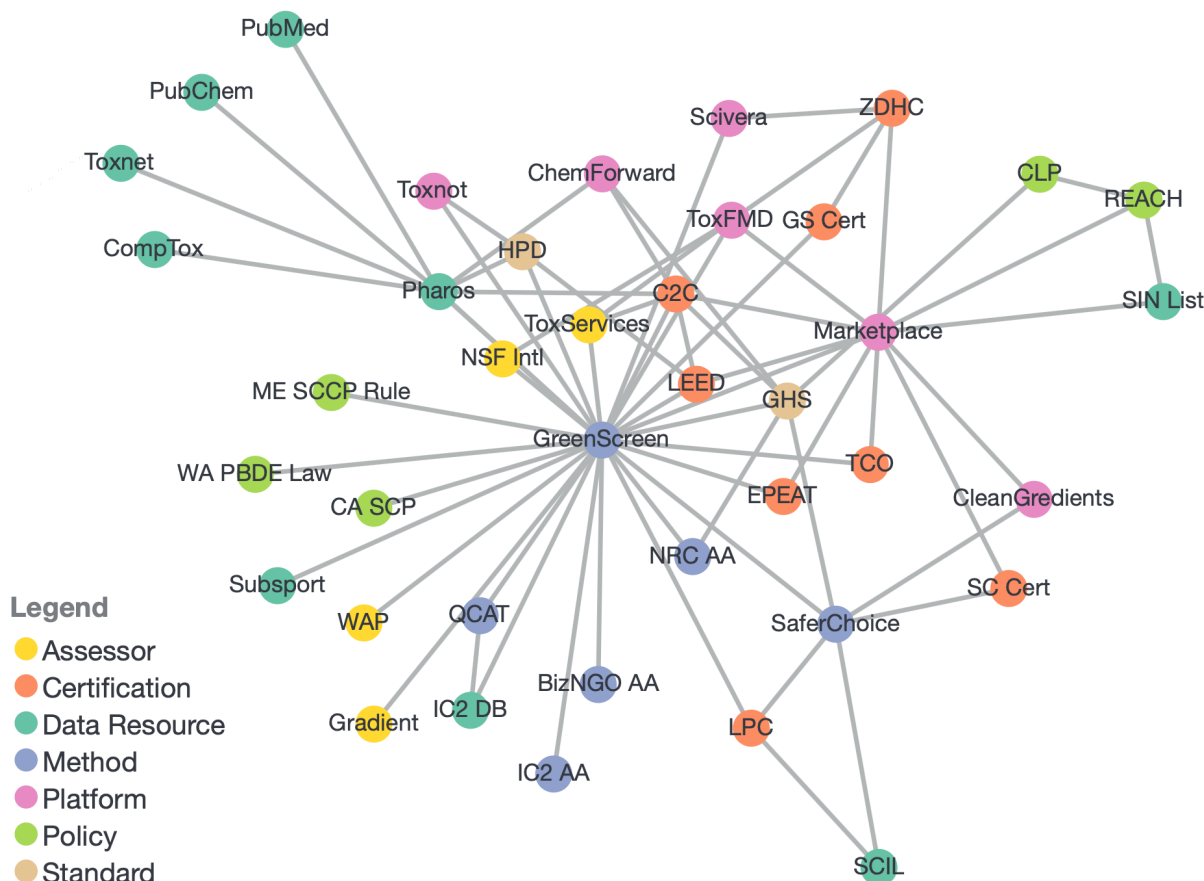 PubMed
PubChem
Scivera
ZDHC
Toxnet
ChemForward
CLP
Toxnot
REACH
ToxFMD
GS Cert
CompTox
HPD
Pharos
C2C
SIN List
ToxServices
Marketplace
NSF Intl
ME SCCP Rule
LEED
GHS
GreenScreen
WA PBDE Law
TCO
CA SCP
EPEAT
CleanGredients
NRC AA
Subsport
SC Cert
Legend
WAP
QCAT
SaferChoice
Assessor
BizNGO AA
Certification
IC2 DB
Gradient
LPC
Data Resource
Method
IC2 AA
Platform
Policy
SCIL
Standard